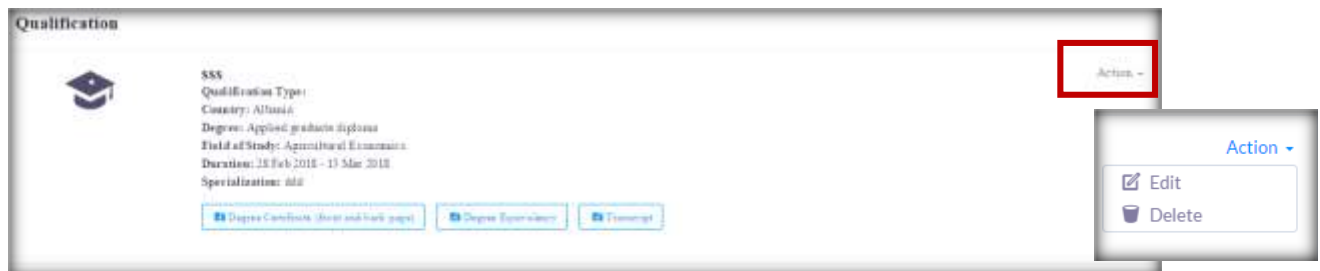 Qualification
sss
Qualification Type:
Country: Albania
Degree: Applied graduate diploma
Field of Study: Agricultural Economics
Duration: 28 Feb 2018 - 13 Mar 2018
Specialization: ddd
Degree Certificate (front and back page)
Degree Equivalency
Transcript
Action
Action
Edit
Delete